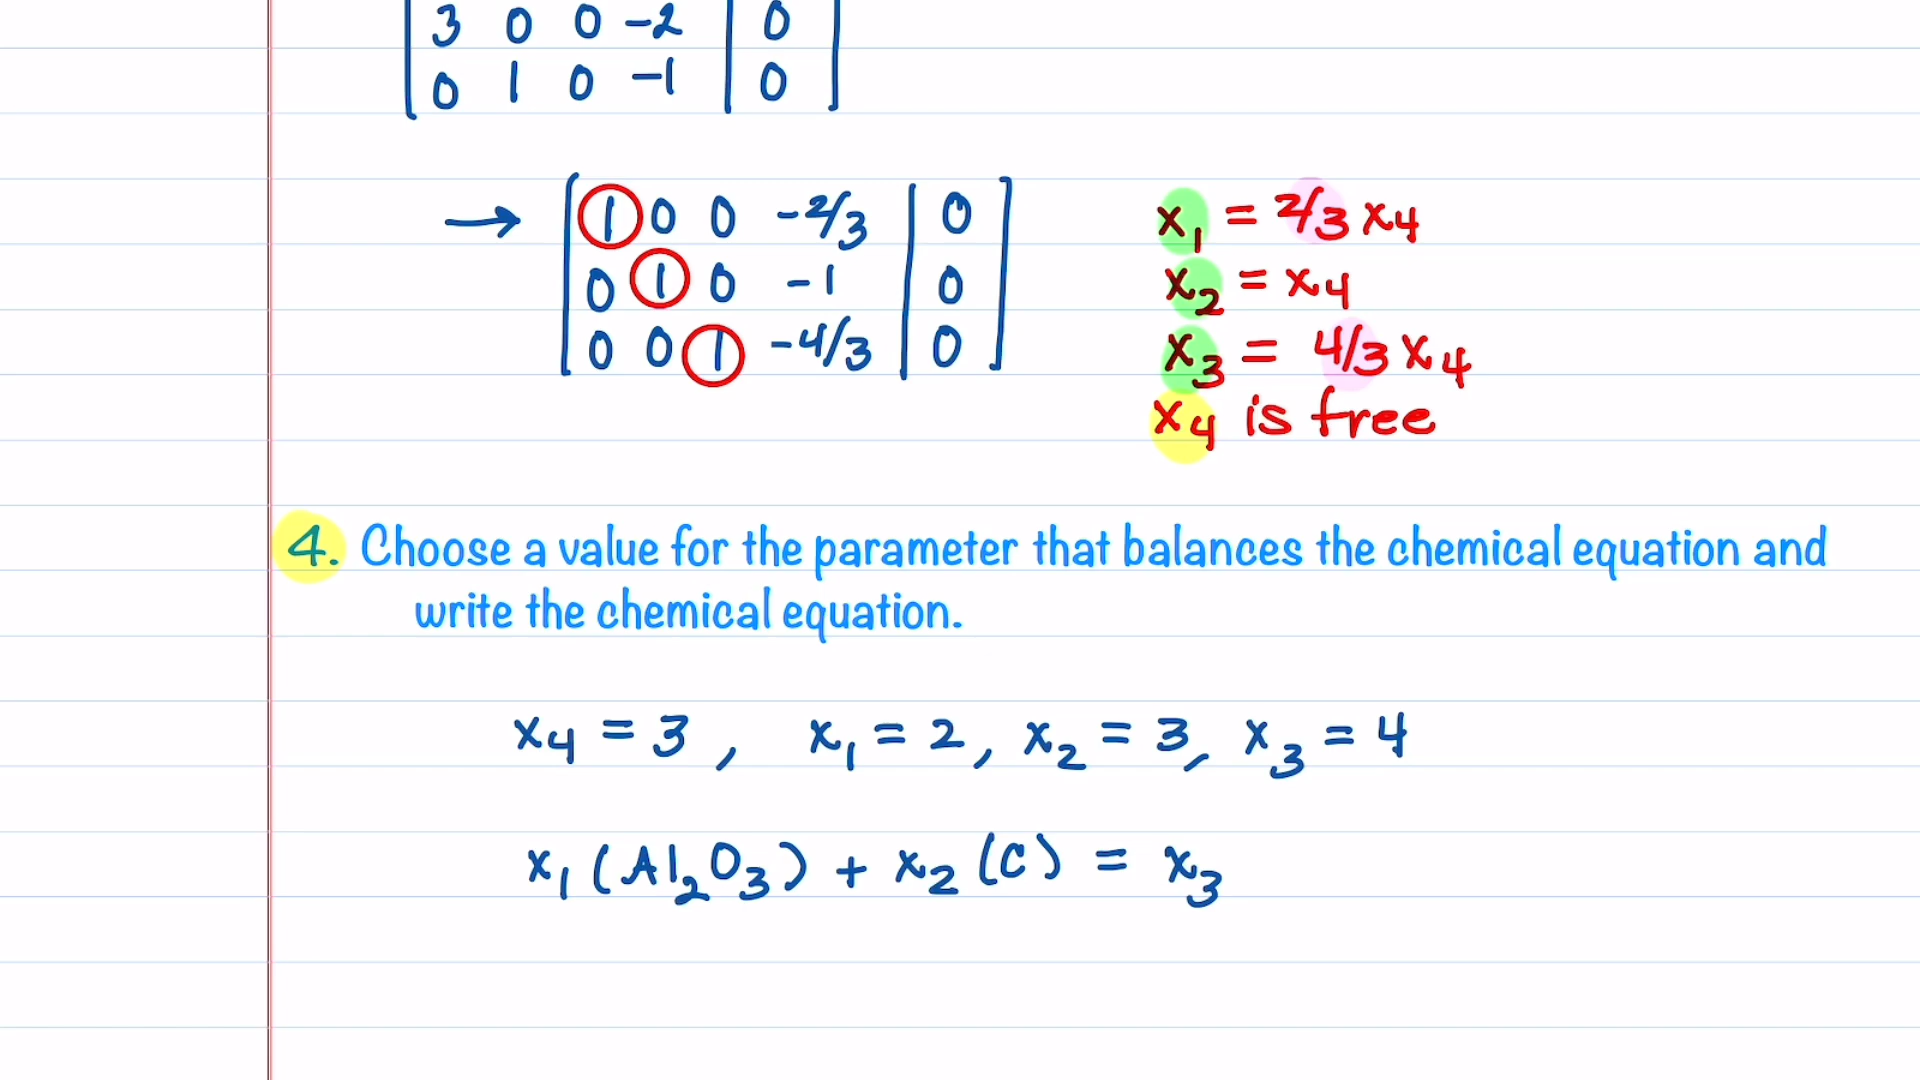 3 0 0 -2 | 0
0 1 0 -1 | 0
→ 1 0 0 -2/3 | 0
0 1 0 -1 | 0
0 0 1 -4/3 | 0
x₁ = 2/3 x₄
x₂ = x₄
x₃ = 4/3 x₄
x₄ is free
4. Choose a value for the parameter that balances the chemical equation and
write the chemical equation.
x₄ = 3, x₁ = 2, x₂ = 3, x₃ = 4
x₁ (Al₂O₃) + x₂ (C) = x₃